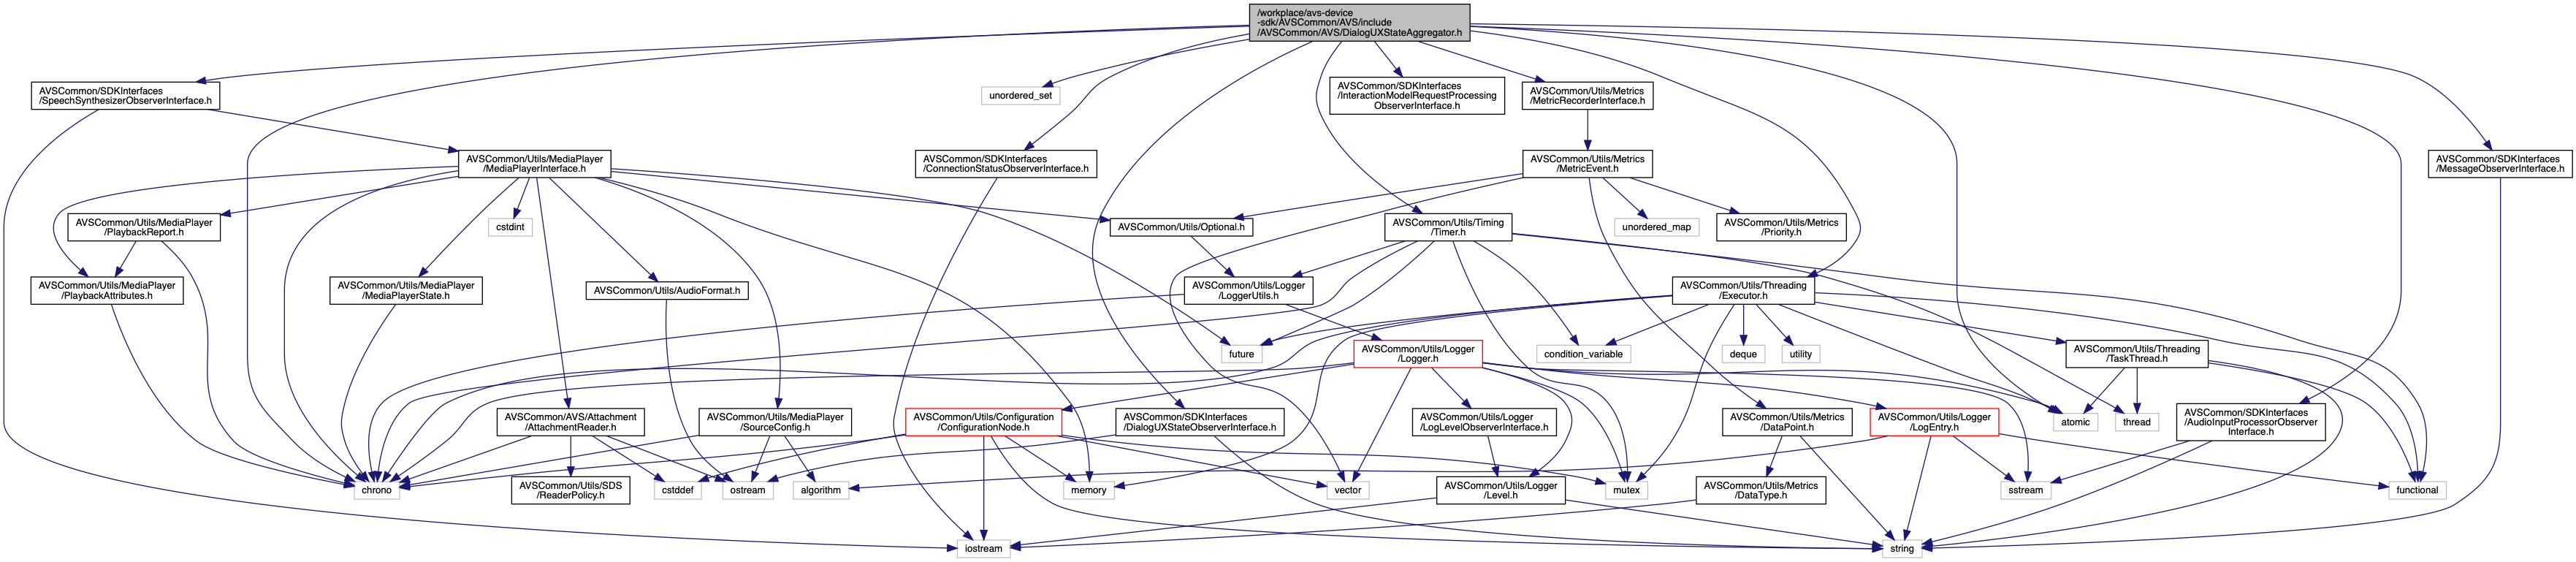 /workplace/avs-device
-sdk/AVSCommon/AVS/include
/AVSCommon/AVS/DialogUXStateAggregator.h
AVSCommon/SDKInterfaces
/SpeechSynthesizerObserverInterface.h
unordered_set
AVSCommon/SDKInterfaces
/InteractionModelRequestProcessing
ObserverInterface.h
AVSCommon/Utils/Metrics
/MetricRecorderInterface.h
AVSCommon/Utils/MediaPlayer
/MediaPlayerInterface.h
AVSCommon/SDKInterfaces
/ConnectionStatusObserverInterface.h
AVSCommon/Utils/Metrics
/MetricEvent.h
AVSCommon/SDKInterfaces
/MessageObserverInterface.h
AVSCommon/Utils/MediaPlayer
/PlaybackReport.h
cstdint
AVSCommon/Utils/Optional.h
AVSCommon/Utils/Timing
/Timer.h
unordered_map
AVSCommon/Utils/Metrics
/Priority.h
AVSCommon/Utils/MediaPlayer
/PlaybackAttributes.h
AVSCommon/Utils/MediaPlayer
/MediaPlayerState.h
AVSCommon/Utils/AudioFormat.h
AVSCommon/Utils/Logger
/LoggerUtils.h
AVSCommon/Utils/Threading
/Executor.h
future
AVSCommon/Utils/Logger
/Logger.h
condition_variable
deque
utility
AVSCommon/Utils/Threading
/TaskThread.h
AVSCommon/AVS/Attachment
/AttachmentReader.h
AVSCommon/Utils/MediaPlayer
/SourceConfig.h
AVSCommon/Utils/Configuration
/ConfigurationNode.h
AVSCommon/SDKInterfaces
/DialogUXStateObserverInterface.h
AVSCommon/Utils/Logger
/LogLevelObserverInterface.h
AVSCommon/Utils/Metrics
/DataPoint.h
AVSCommon/Utils/Logger
/LogEntry.h
atomic
thread
AVSCommon/SDKInterfaces
/AudioInputProcessorObserver
Interface.h
chrono
AVSCommon/Utils/SDS
/ReaderPolicy.h
cstddef
ostream
algorithm
memory
vector
AVSCommon/Utils/Logger
/Level.h
mutex
AVSCommon/Utils/Metrics
/DataType.h
sstream
functional
iostream
string